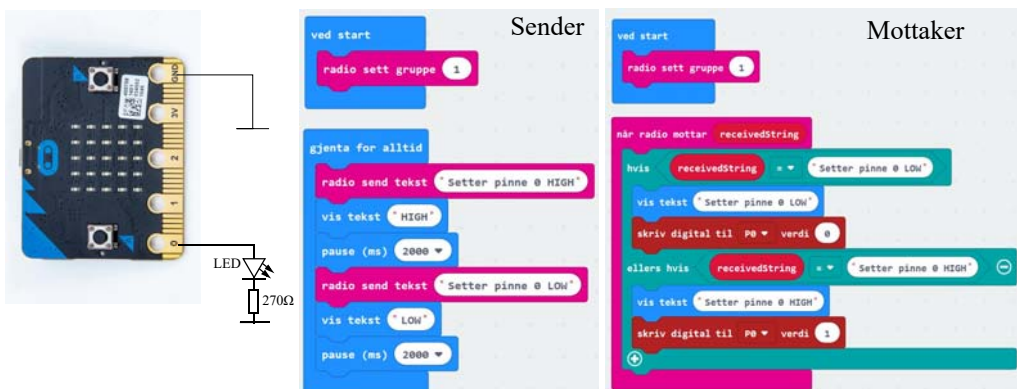 GND
3V
2
1
0
LED
270Ω
Sender
ved start
radio sett gruppe 1
gjenta for alltid
radio send tekst "Setter pinne 0 HIGH"
vis tekst "HIGH"
pause (ms) 2000
radio send tekst "Setter pinne 0 LOW"
vis tekst "LOW"
pause (ms) 2000
Mottaker
ved start
radio sett gruppe 1
når radio mottar receivedString
hvis receivedString = "Setter pinne 0 LOW"
vis tekst "Setter pinne 0 LOW"
skriv digital til P0 verdi 0
ellers hvis receivedString = "Setter pinne 0 HIGH"
vis tekst "Setter pinne 0 HIGH"
skriv digital til P0 verdi 1